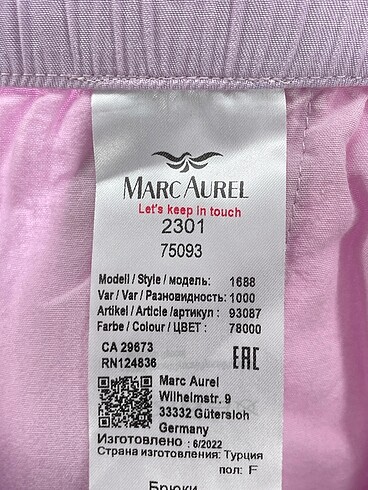 MARC AUREL
Let's keep in touch
2301
75093
Modell / Style / модель: 1688
Var / Var / Разновидность: 1000
Artikel / Article /артикул : 93087
Farbe / Colour / ЦВЕТ : 78000
CA 29673
RN124836
EAC
Marc Aurel
Wilhelmstr. 9
33332 Gütersloh
Germany
Изготовлено : 6/2022
Страна изготовления: Турция
пол: F
Брюки